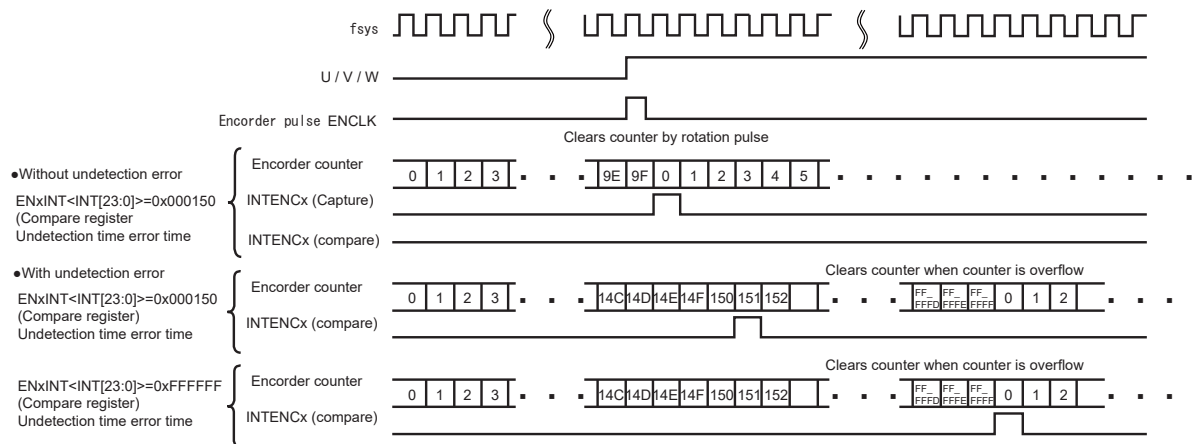 fsys
U / V / W
Encorder pulse ENCLK
Clears counter by rotation pulse
●Without undetection error
ENxINT<INT[23:0]>=0x000150
(Compare register
Undetection time error time
Encorder counter
0 1 2 3 9E 9F 0 1 2 3 4 5
INTENCx (Capture)
INTENCx (compare)
●With undetection error
Clears counter when counter is overflow
ENxINT<INT[23:0]>=0x000150
(Compare register)
Undetection time error time
Encorder counter
0 1 2 3 14C 14D 14E 14F 150 151 152 FF_FFFD FF_FFFE FF_FFFF 0 1 2
INTENCx (compare)
Clears counter when counter is overflow
ENxINT<INT[23:0]>=0xFFFFFF
(Compare register)
Undetection time error time
Encorder counter
0 1 2 3 14C 14D 14E 14F 150 151 152 FF_FFFD FF_FFFE FF_FFFF 0 1 2
INTENCx (compare)